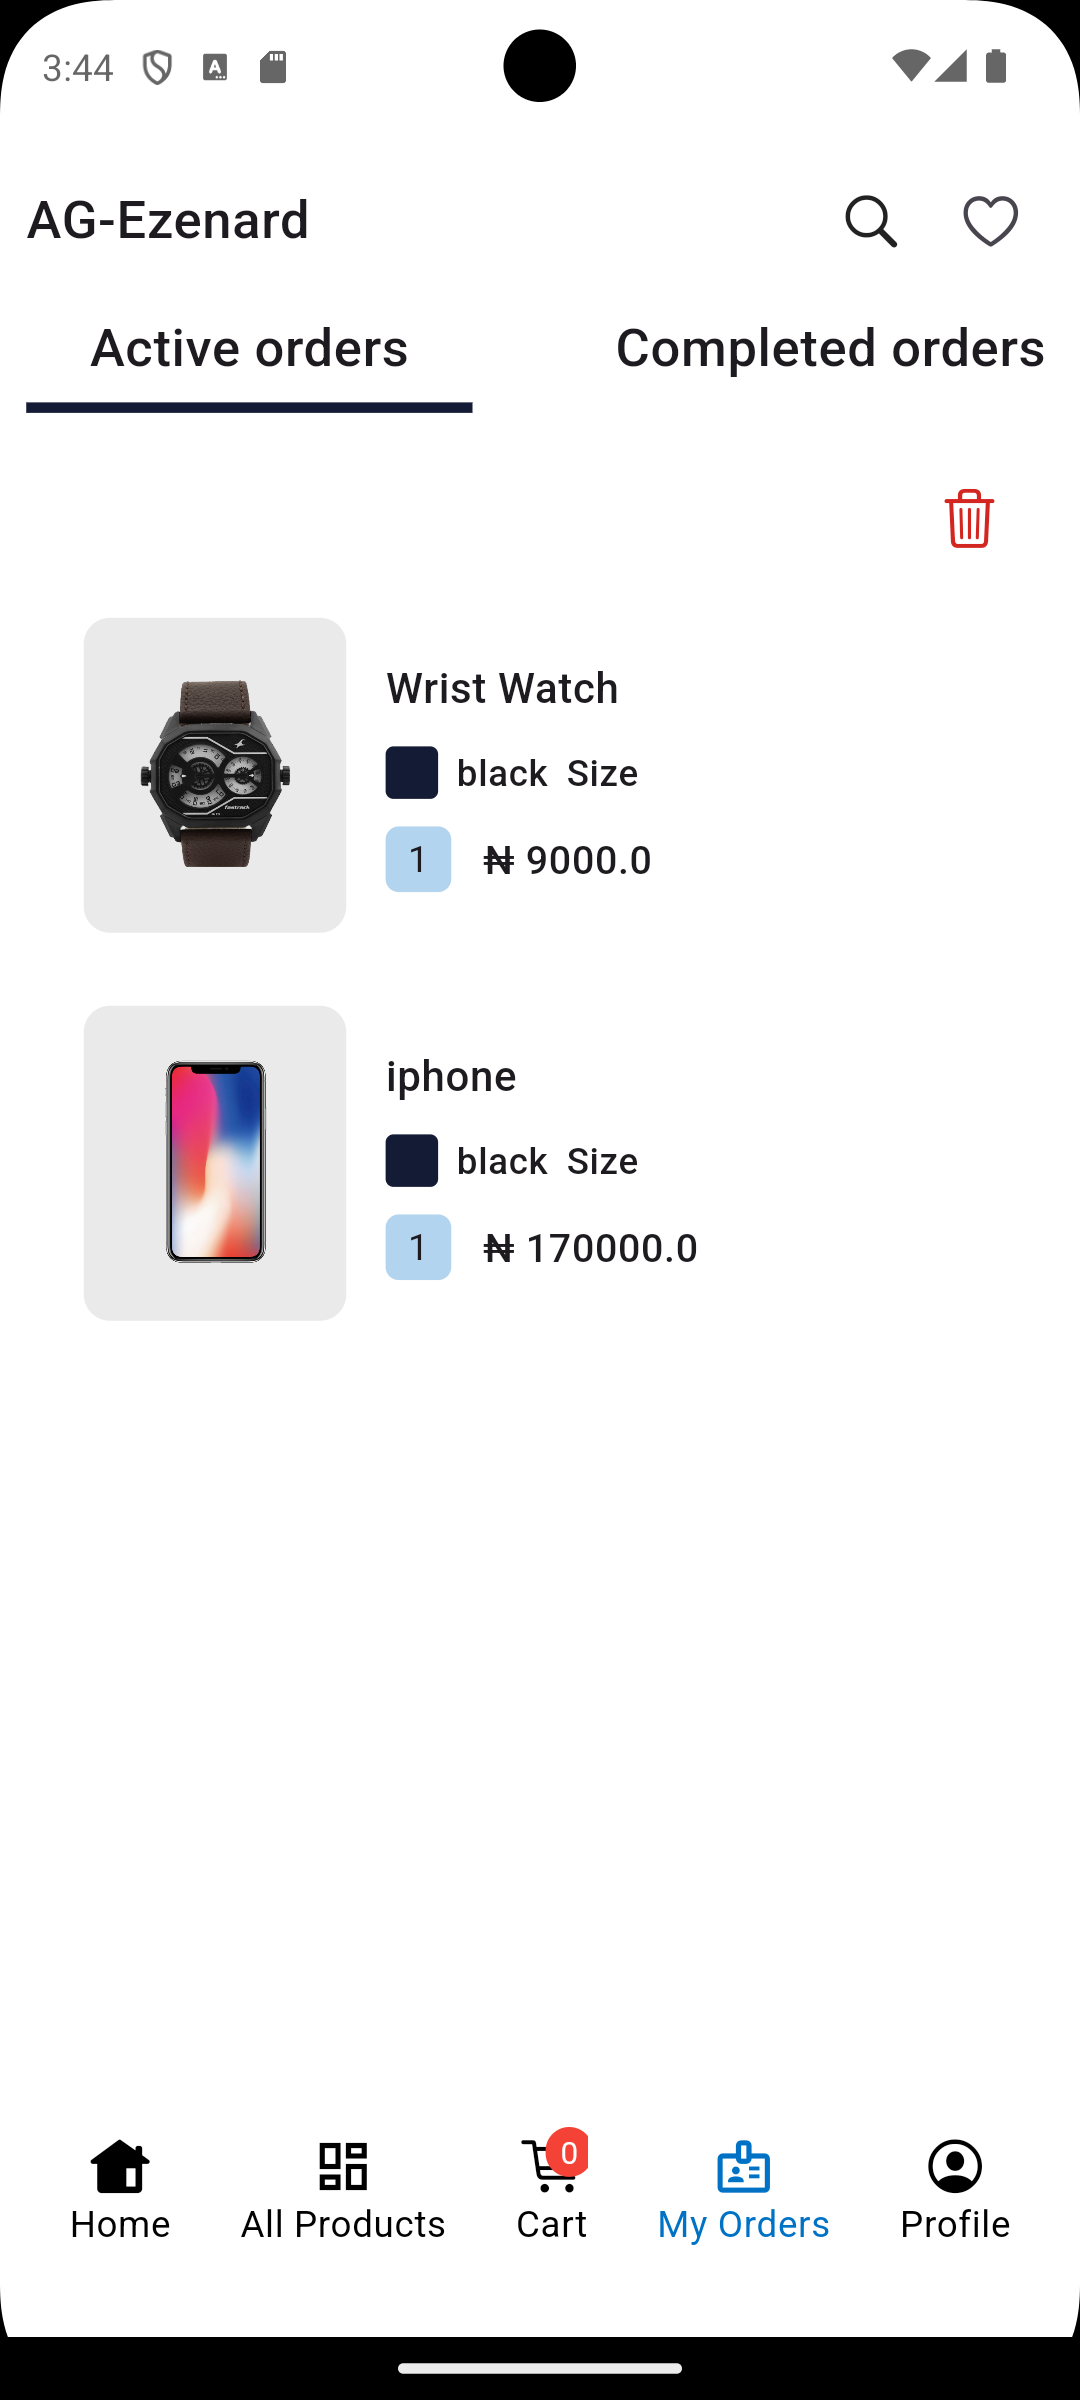 3:44
AG-Ezenard
Active orders
Completed orders
Wrist Watch
black Size
1 ₦ 9000.0
iphone
black Size
1 ₦ 170000.0
0
Home
All Products
Cart
My Orders
Profile